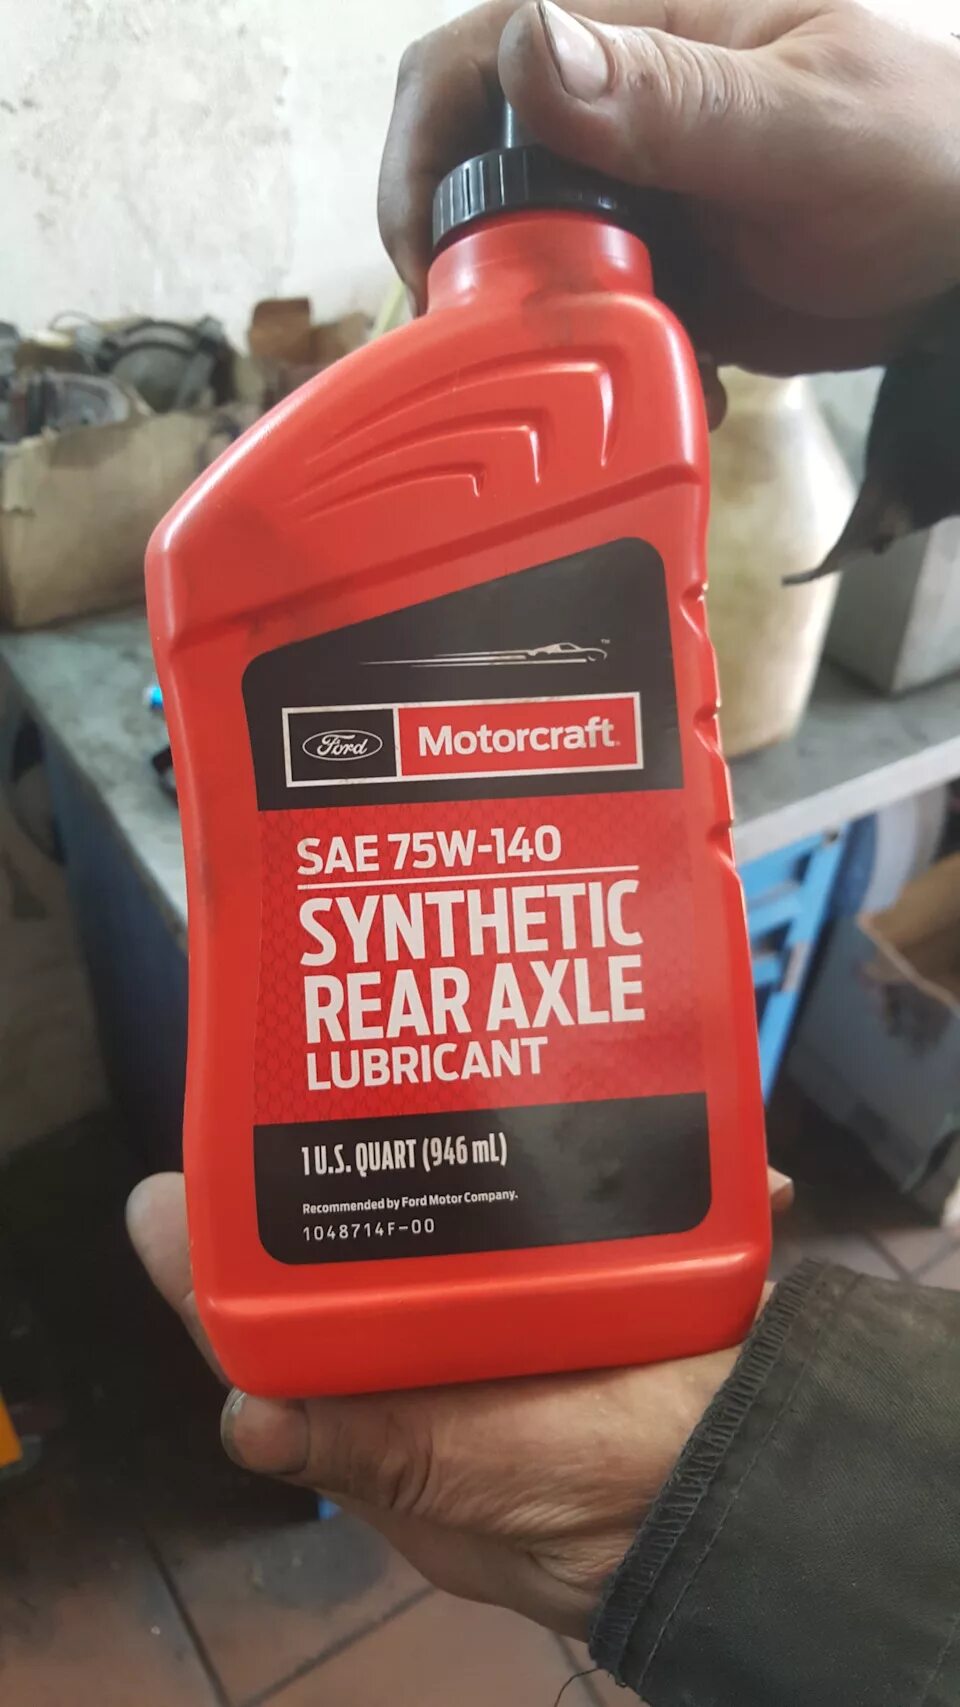 ™
Ford Motorcraft®
SAE 75W-140
SYNTHETIC
REAR AXLE
LUBRICANT
1 U.S. QUART (946 mL)
Recommended by Ford Motor Company.
1048714F-00